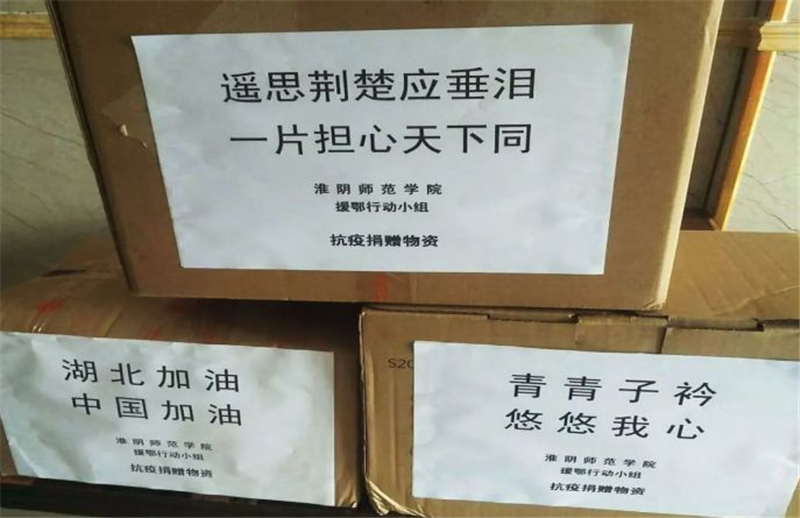 遥思荆楚应垂泪
一片担心天下同
淮阴师范学院
援鄂行动小组
抗疫捐赠物资
湖北加油
中国加油
淮阴师范学院
援鄂行动小组
抗疫捐赠物资
S20
青青子衿
悠悠我心
淮阴师范学院
援鄂行动小组
抗疫捐赠物资